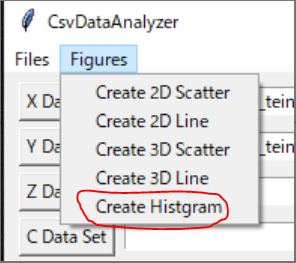 CsvDataAnalyzer
Files Figures
Create 2D Scatter
Create 2D Line
Create 3D Scatter
Create 3D Line
Create Histgram
X Da
_tein
Y Da
_tein
Z Da
C Data Set